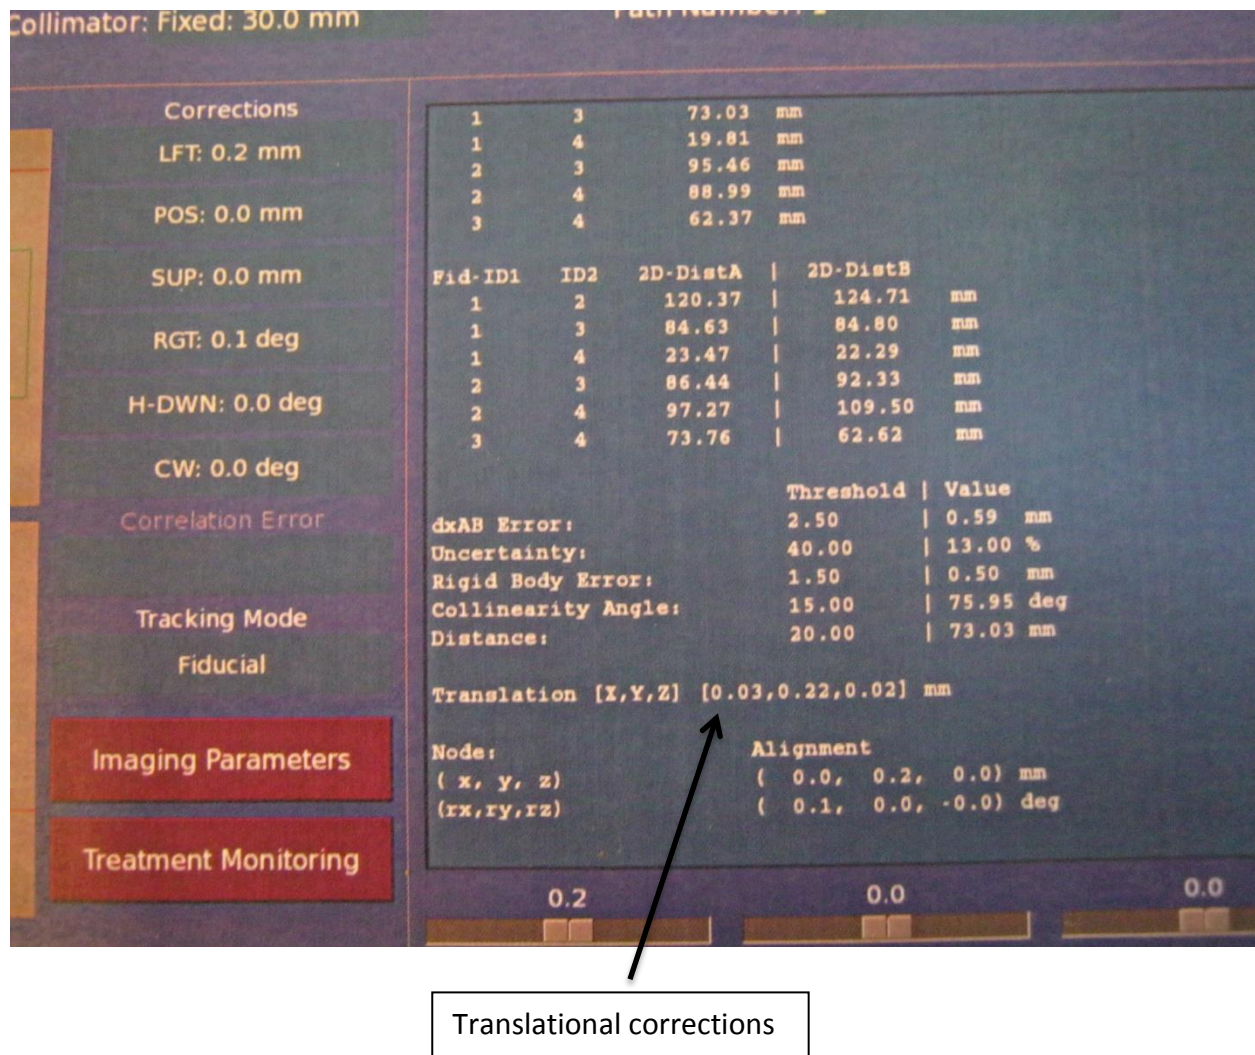 Collimator: Fixed: 30.0 mm
Corrections
LFT: 0.2 mm
POS: 0.0 mm
SUP: 0.0 mm
RGT: 0.1 deg
H-DWN: 0.0 deg
CW: 0.0 deg
Correlation Error
Tracking Mode
Fiducial
Imaging Parameters
Treatment Monitoring
1 3 73.03 mm
1 4 19.81 mm
2 3 95.46 mm
2 4 88.99 mm
3 4 62.37 mm
Fid-ID1 ID2 2D-DistA | 2D-DistB
1 2 120.37 | 124.71 mm
1 3 84.63 | 84.80 mm
1 4 23.47 | 22.29 mm
2 3 86.44 | 92.33 mm
2 4 97.27 | 109.50 mm
3 4 73.76 | 62.62 mm
Threshold | Value
dxAB Error: 2.50 | 0.59 mm
Uncertainty: 40.00 | 13.00 %
Rigid Body Error: 1.50 | 0.50 mm
Collinearity Angle: 15.00 | 75.95 deg
Distance: 20.00 | 73.03 mm
Translation [X,Y,Z] [0.03,0.22,0.02] mm
Node: Alignment
( x, y, z) ( 0.0, 0.2, 0.0) mm
(rx,ry,rz) ( 0.1, 0.0, -0.0) deg
0.2 0.0 0.0
Translational corrections